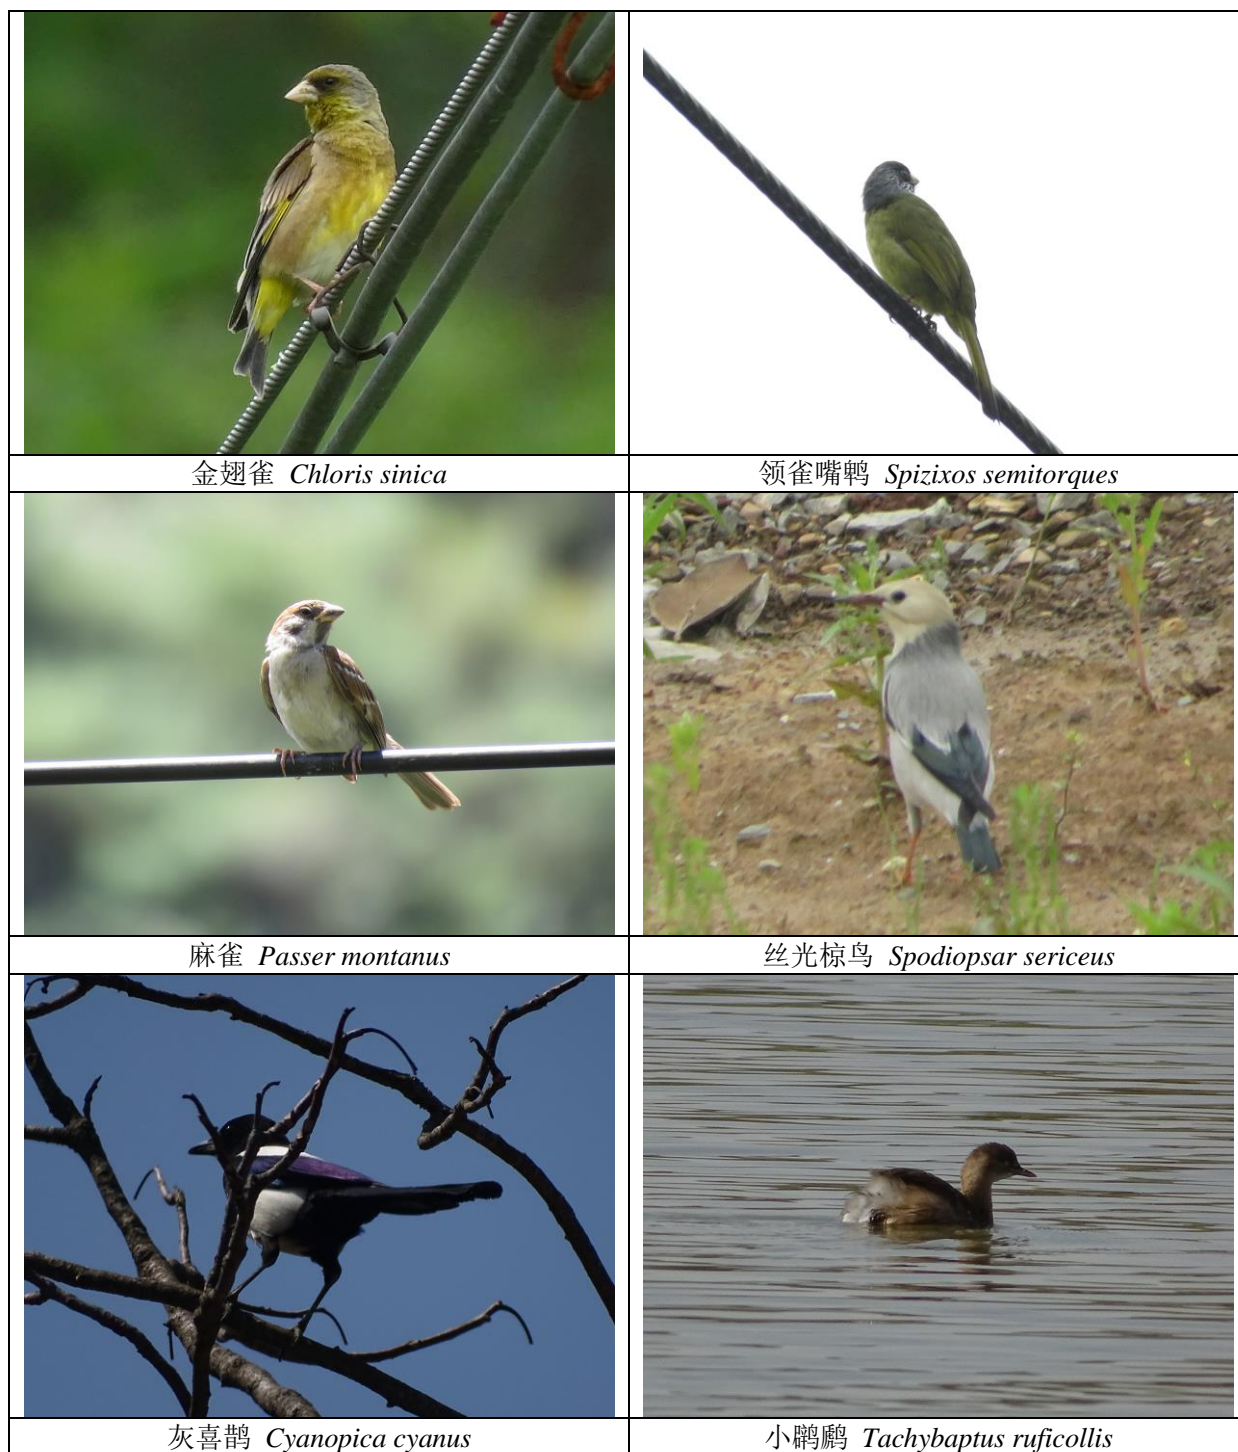 金翅雀 Chloris sinica
领雀嘴鹎 Spizixos semitorques
麻雀 Passer montanus
丝光椋鸟 Spodiopsar sericeus
灰喜鹊 Cyanopica cyanus
小鸊鷉 Tachybaptus ruficollis